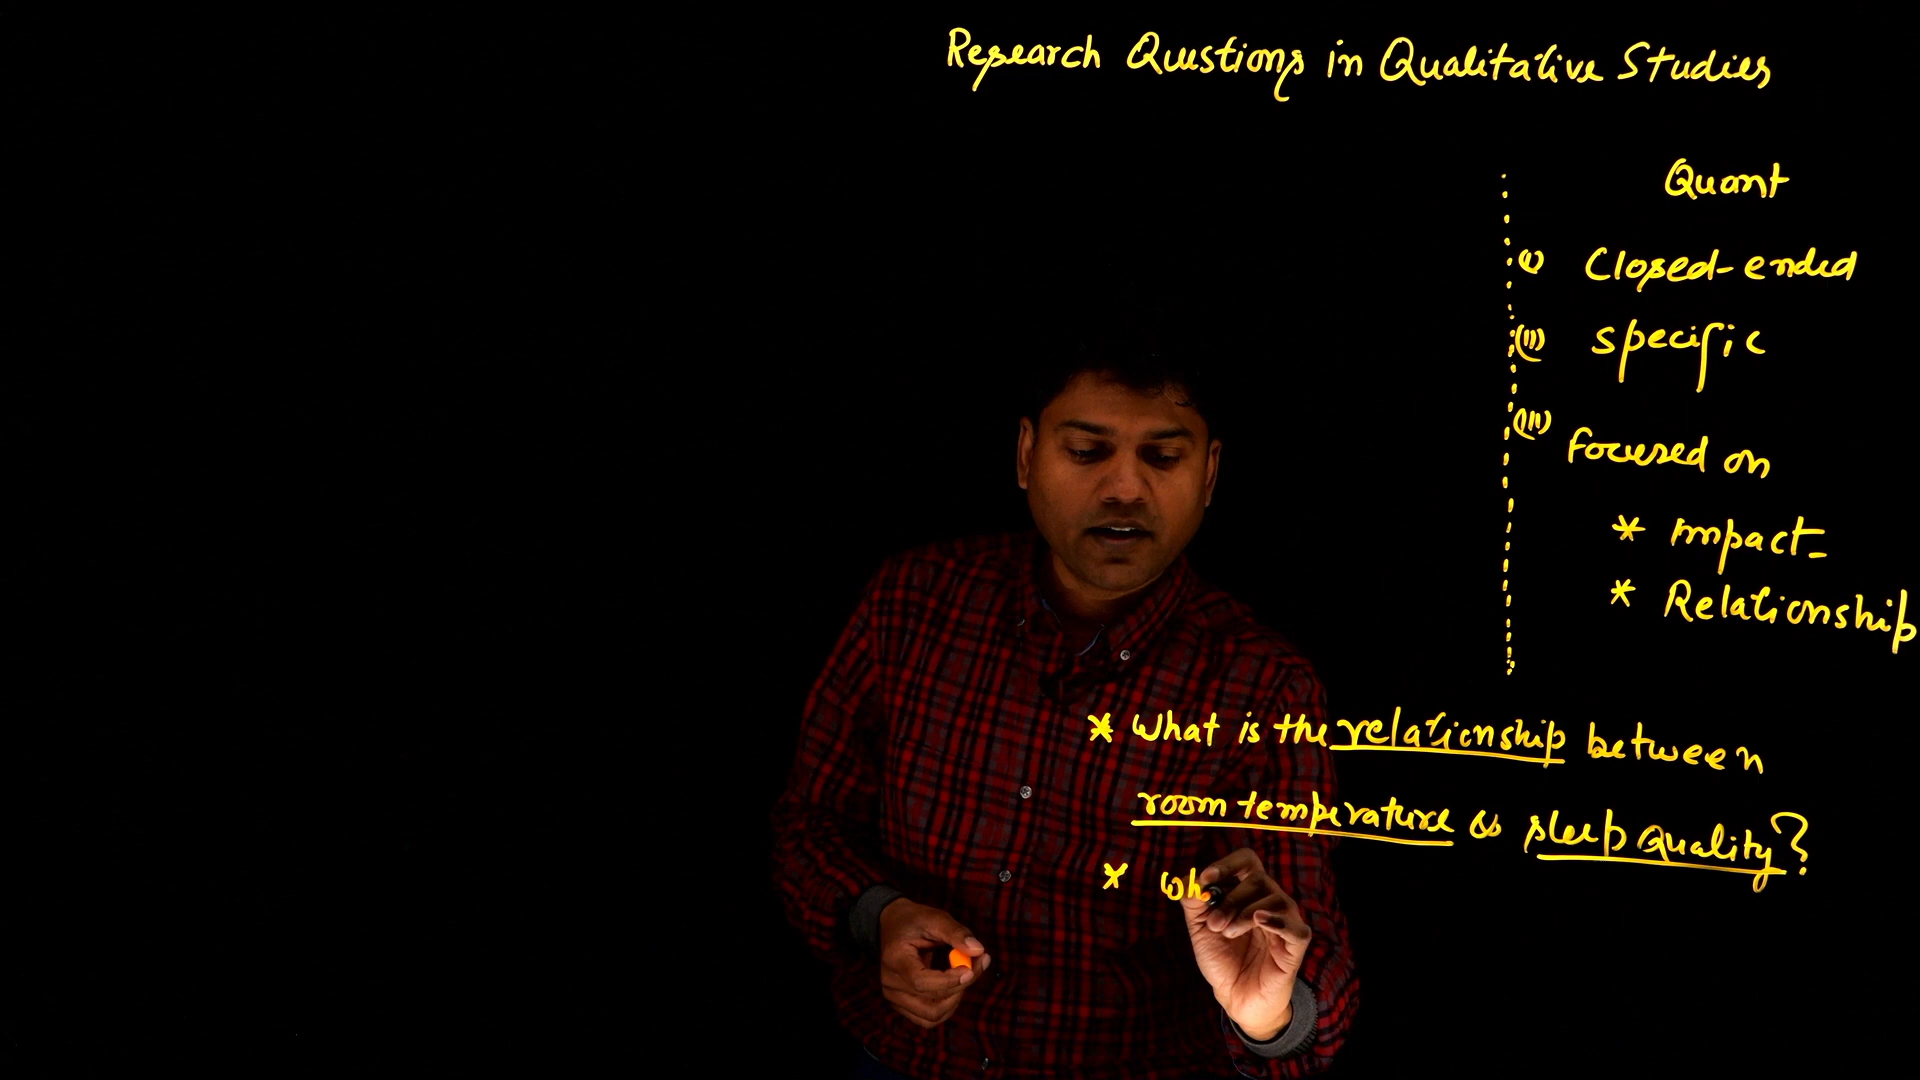 Research Questions in Qualitative Studies
Quant
(i) Closed-ended
(ii) Specific
(iii) Focused on
* Impact
* Relationship
* What is the relationship between
room temperature & sleep quality?
* Wh